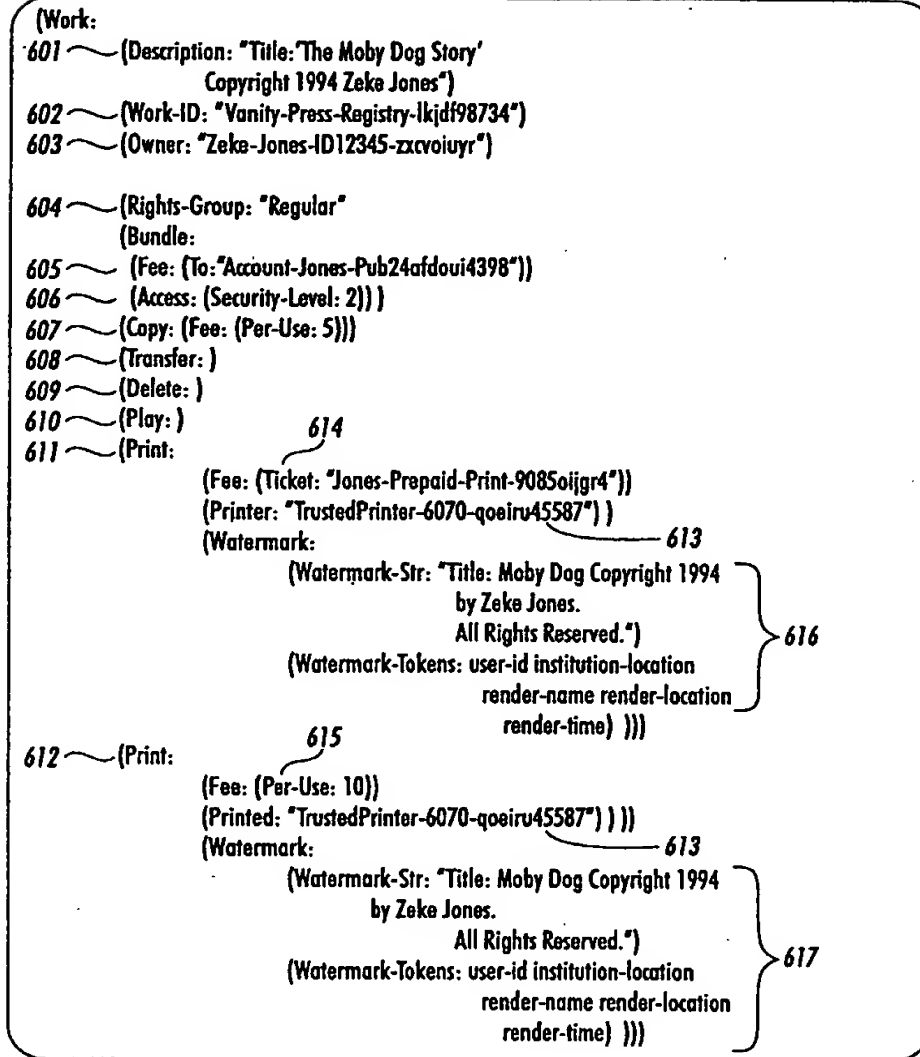 (Work:
601 (Description: "Title:'The Moby Dog Story'
Copyright 1994 Zeke Jones")
602 (Work-ID: "Vanity-Press-Registry-lkjdf98734")
603 (Owner: "Zeke-Jones-ID12345-zxcvoiuyr")
604 (Rights-Group: "Regular"
(Bundle:
605 (Fee: (To:"Account-Jones-Pub24afdoui4398"))
606 (Access: (Security-Level: 2)) )
607 (Copy: (Fee: (Per-Use: 5)))
608 (Transfer: )
609 (Delete: )
610 (Play: )
611 (Print:
614
(Fee: (Ticket: "Jones-Prepaid-Print-9085oijgr4"))
(Printer: "TrustedPrinter-6070-qoeiru45587") )
(Watermark: 613
(Watermark-Str: "Title: Moby Dog Copyright 1994
by Zeke Jones.
All Rights Reserved.") 616
(Watermark-Tokens: user-id institution-location
render-name render-location
render-time) )))
612 (Print:
615
(Fee: (Per-Use: 10))
(Printed: "TrustedPrinter-6070-qoeiru45587") ) ))
(Watermark: 613
(Watermark-Str: "Title: Moby Dog Copyright 1994
by Zeke Jones.
All Rights Reserved.") 617
(Watermark-Tokens: user-id institution-location
render-name render-location
render-time) )))